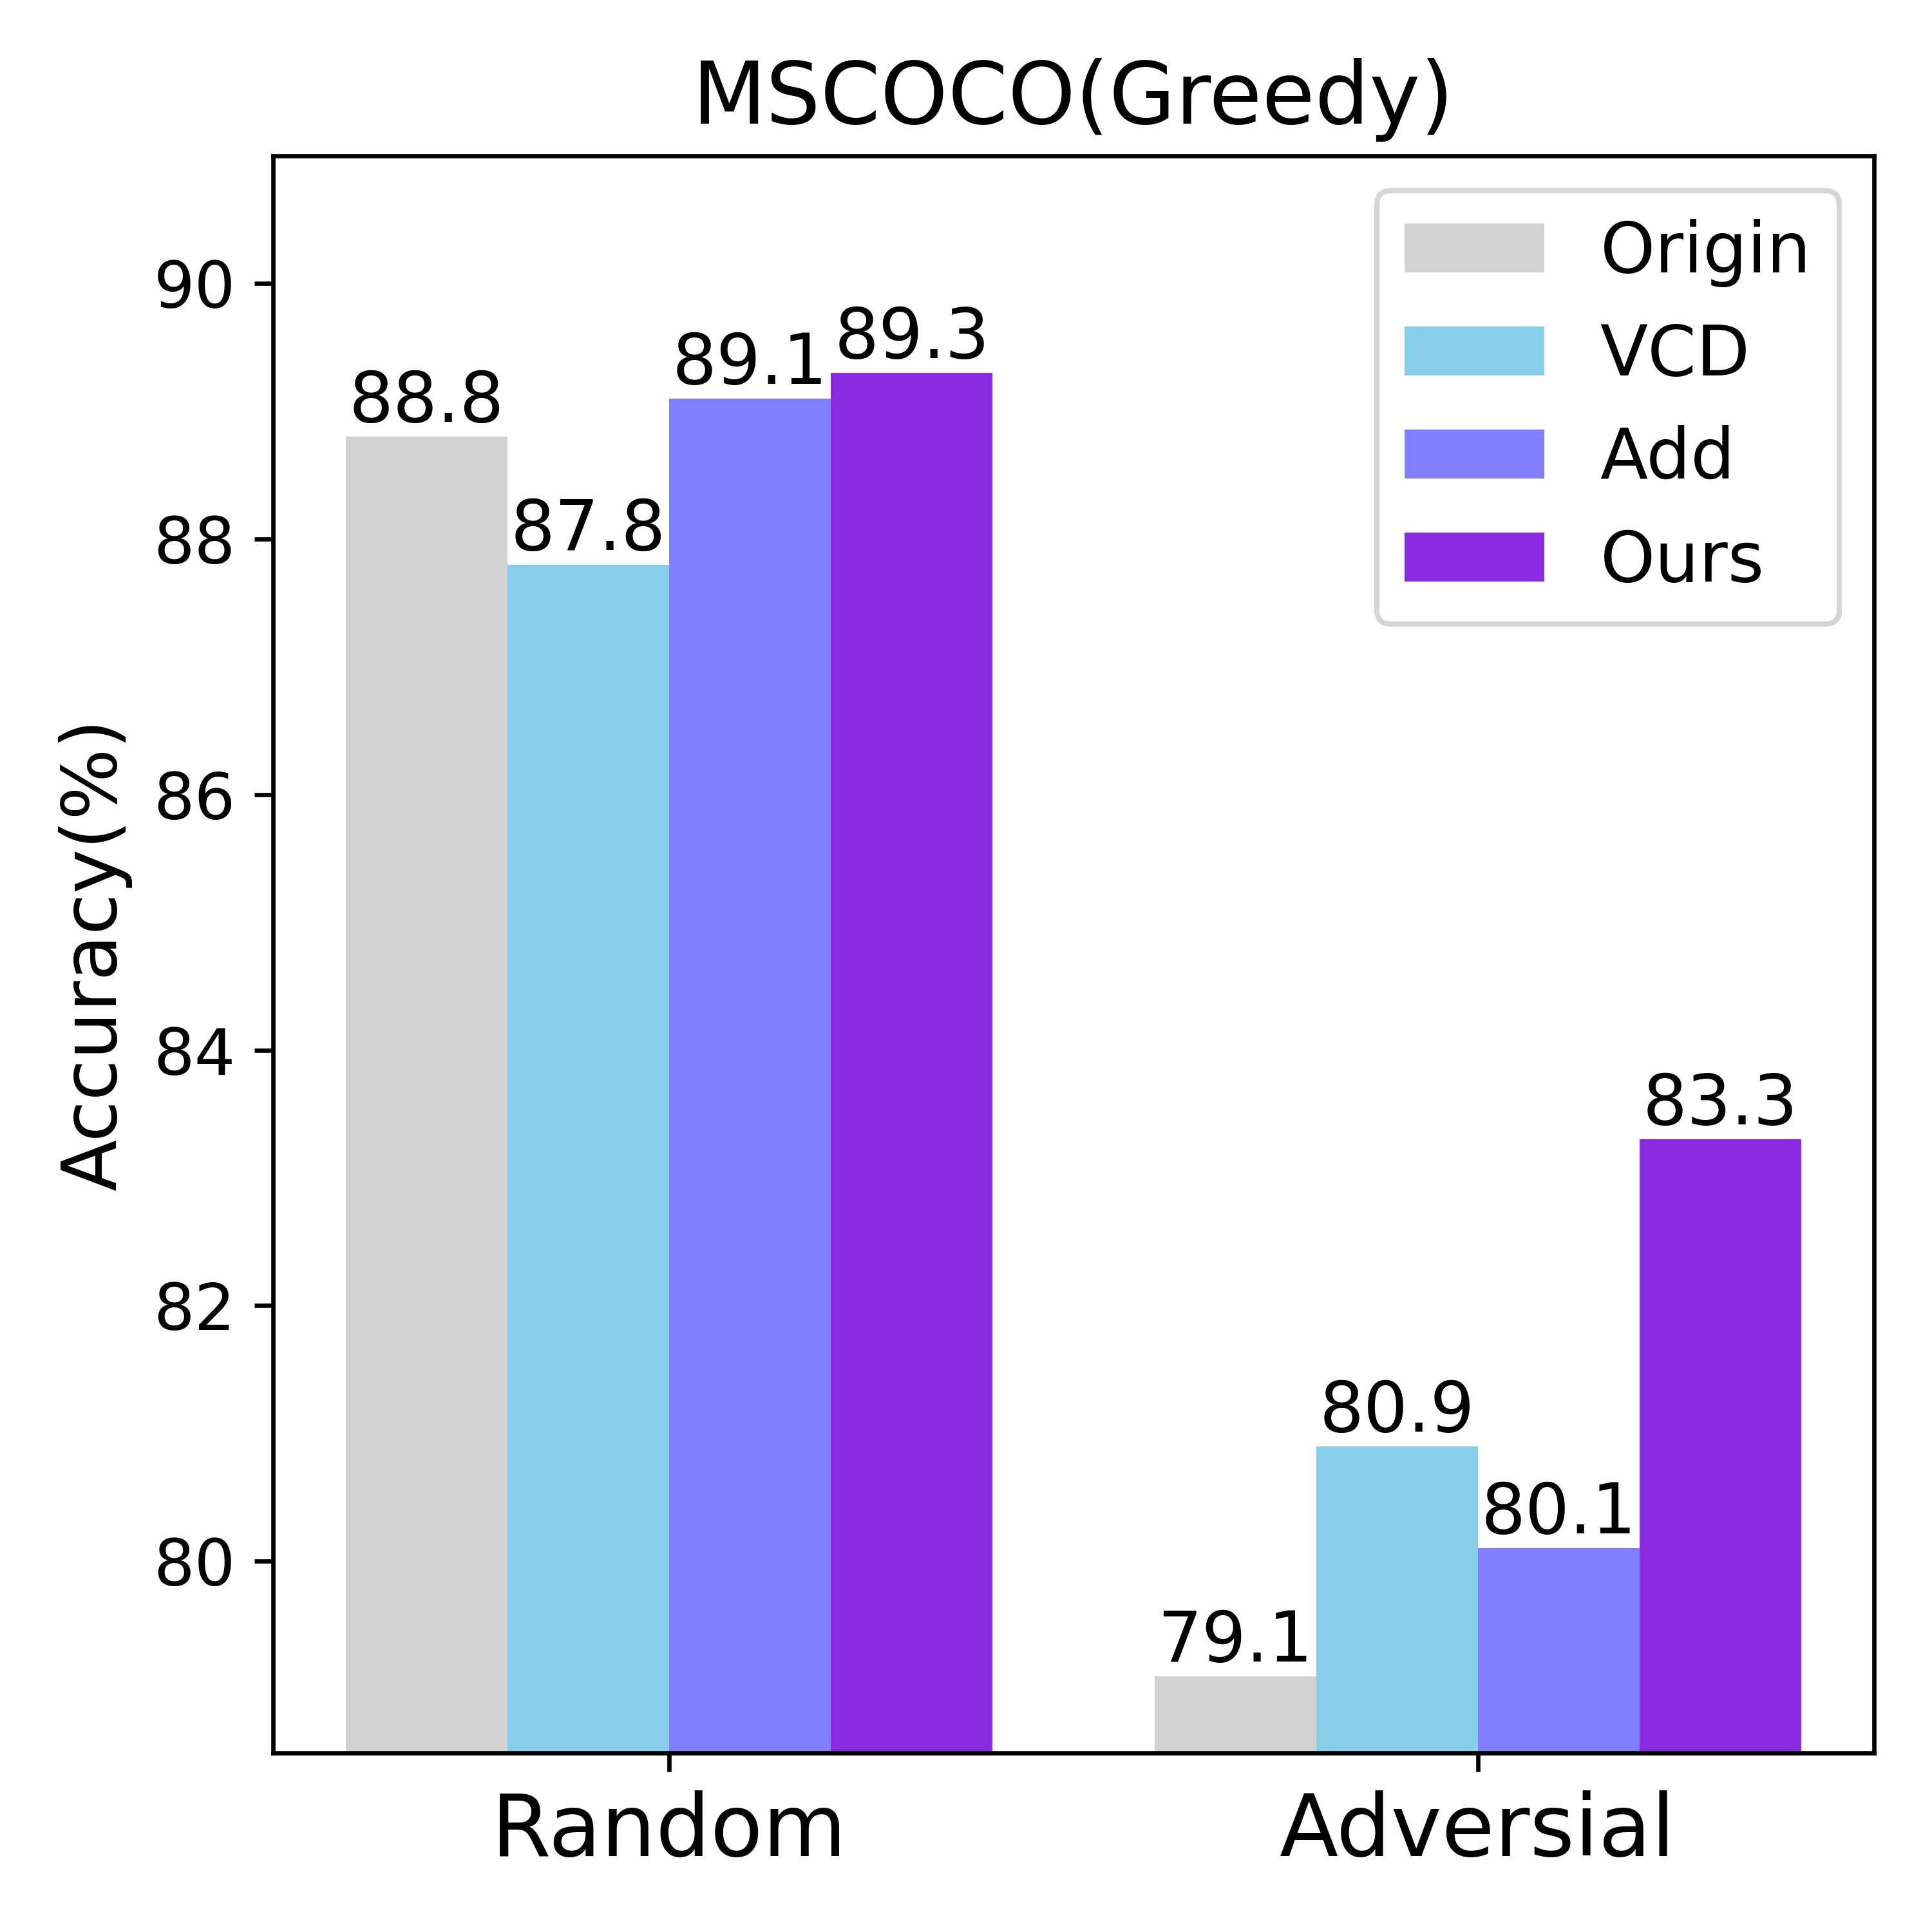 MSCOCO(Greedy)
Origin
VCD
Add
Ours
Accuracy(%)
90
88
86
84
82
80
88.8
87.8
89.1
89.3
79.1
80.9
80.1
83.3
Random
Adversial